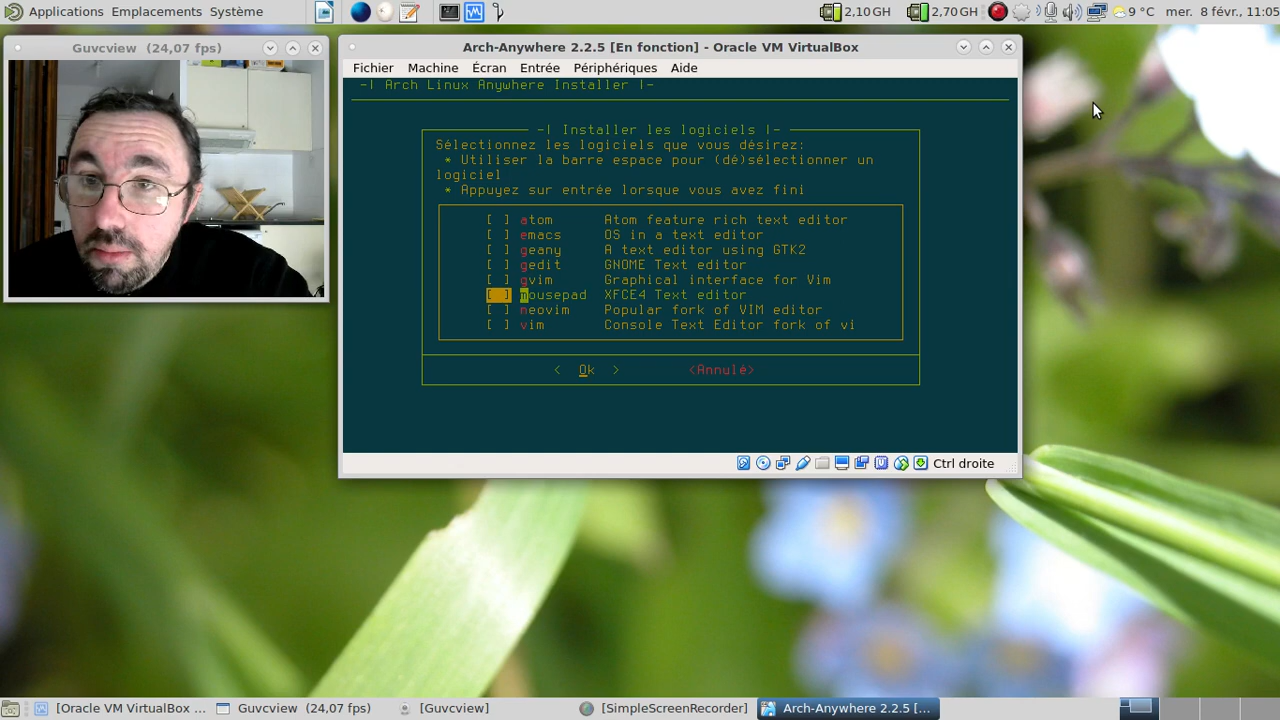 Applications Emplacements Système
2,10 GH 2,70 GH 9 °C mer. 8 févr., 11:05
Guvcview (24,07 fps)
Arch-Anywhere 2.2.5 [En fonction] - Oracle VM VirtualBox
Fichier Machine Écran Entrée Périphériques Aide
-| Arch Linux Anywhere Installer |-
-| Installer les logiciels |-
Sélectionnez les logiciels que vous désirez:
* Utiliser la barre espace pour (dé)sélectionner un
logiciel
* Appuyez sur entrée lorsque vous avez fini
[ ] atom Atom feature rich text editor
[ ] emacs OS in a text editor
[ ] geany A text editor using GTK2
[ ] gedit GNOME Text editor
[ ] gvim Graphical interface for Vim
[ ] mousepad XFCE4 Text editor
[ ] neovim Popular fork of VIM editor
[ ] vim Console Text Editor fork of vi
< Ok > <Annulé>
Ctrl droite
[Oracle VM VirtualBox ... Guvcview (24,07 fps) [Guvcview] [SimpleScreenRecorder] Arch-Anywhere 2.2.5 [...